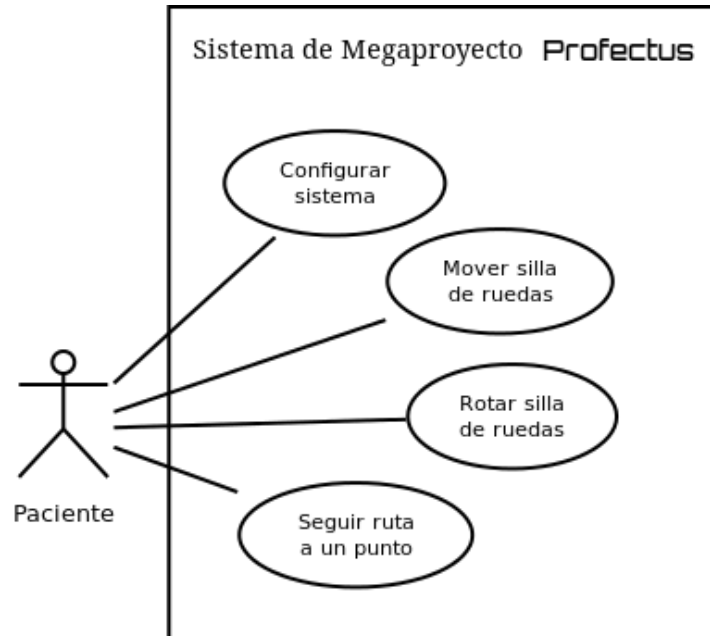 Sistema de Megaproyecto Profectus
Configurar
sistema
Mover silla
de ruedas
Rotar silla
de ruedas
Seguir ruta
a un punto
Paciente